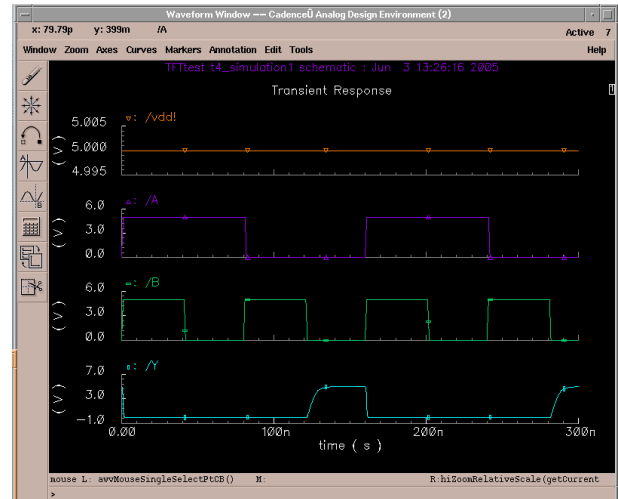 Waveform Window —— CadenceÜ Analog Design Environment (2)
x: 79.79p y: 399m /A Active 7
Window Zoom Axes Curves Markers Annotation Edit Tools Help
TFTtest t4_simulation1 schematic : Jun 3 13:26:16 2005
Transient Response
1
: /vdd!
5.005
5.000
4.995
( V )
: /A
6.0
3.0
0.0
( V )
: /B
6.0
3.0
0.0
( V )
: /Y
7.0
3.0
-1.0
( V )
0.00 100n 200n 300n
time ( s )
mouse L: awvMouseSingleSelectPtCB() M: R:hiZoomRelativeScale(getCurrent
>